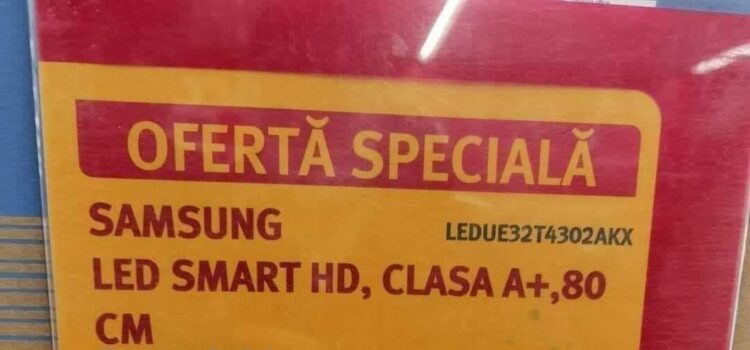 OFERTĂ SPECIALĂ
SAMSUNG LEDUE32T4302AKX
LED SMART HD, CLASA A+,80
CM